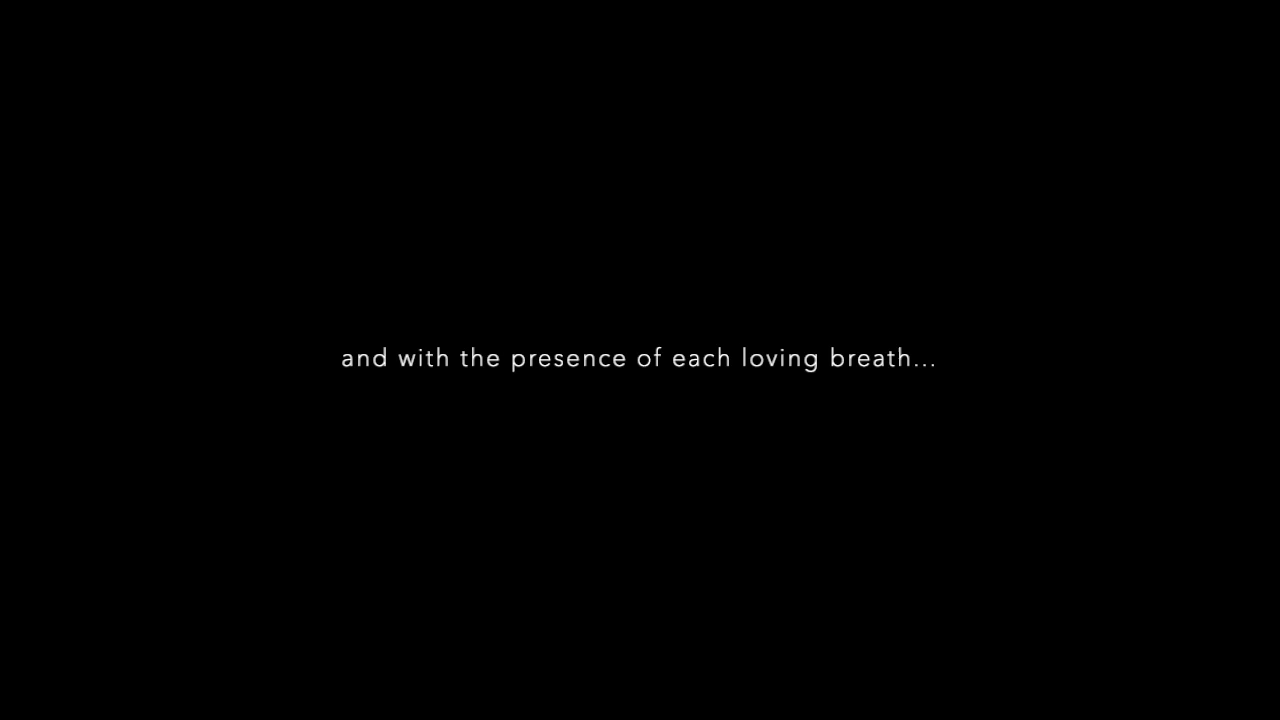 and with the presence of each loving breath...